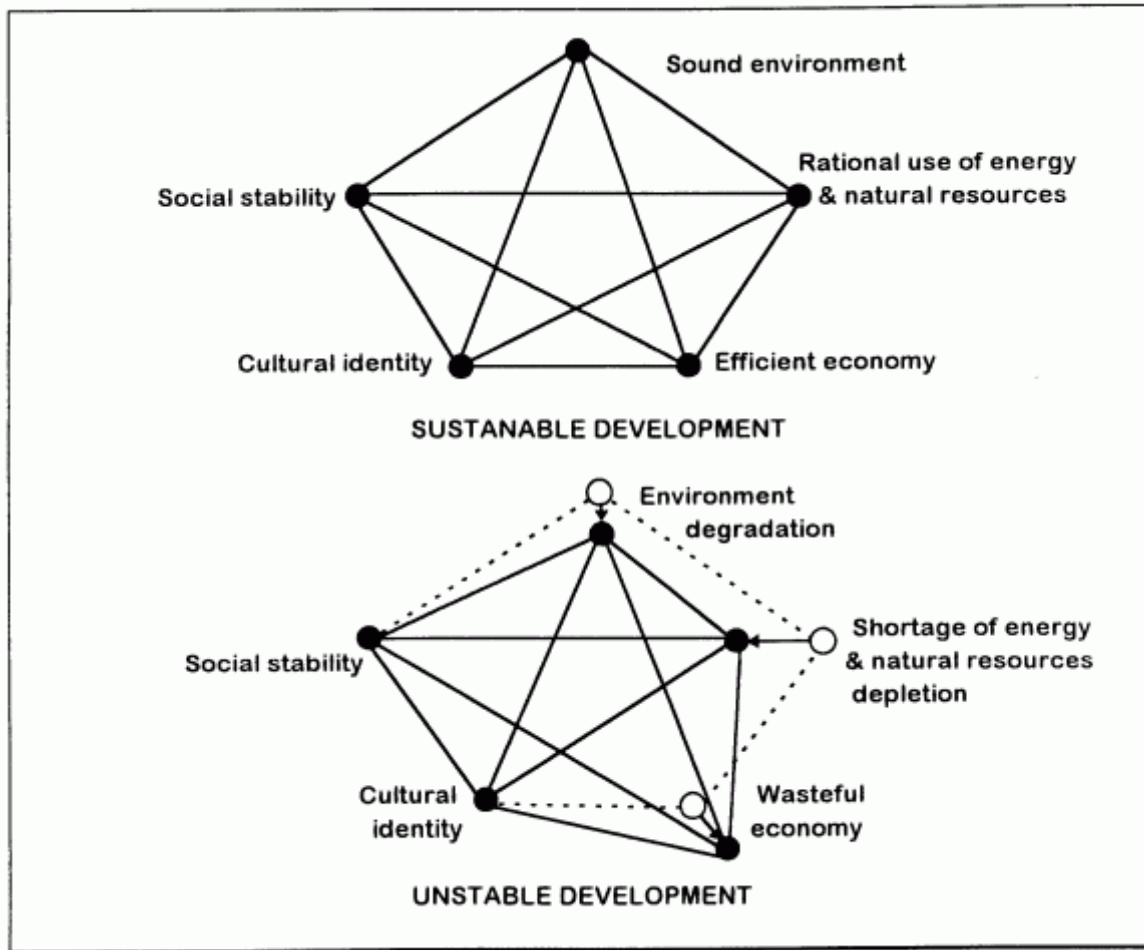 Sound environment
Rational use of energy
& natural resources
Social stability
Cultural identity
Efficient economy
SUSTANABLE DEVELOPMENT
Environment
degradation
Shortage of energy
& natural resources
depletion
Social stability
Cultural
identity
Wasteful
economy
UNSTABLE DEVELOPMENT